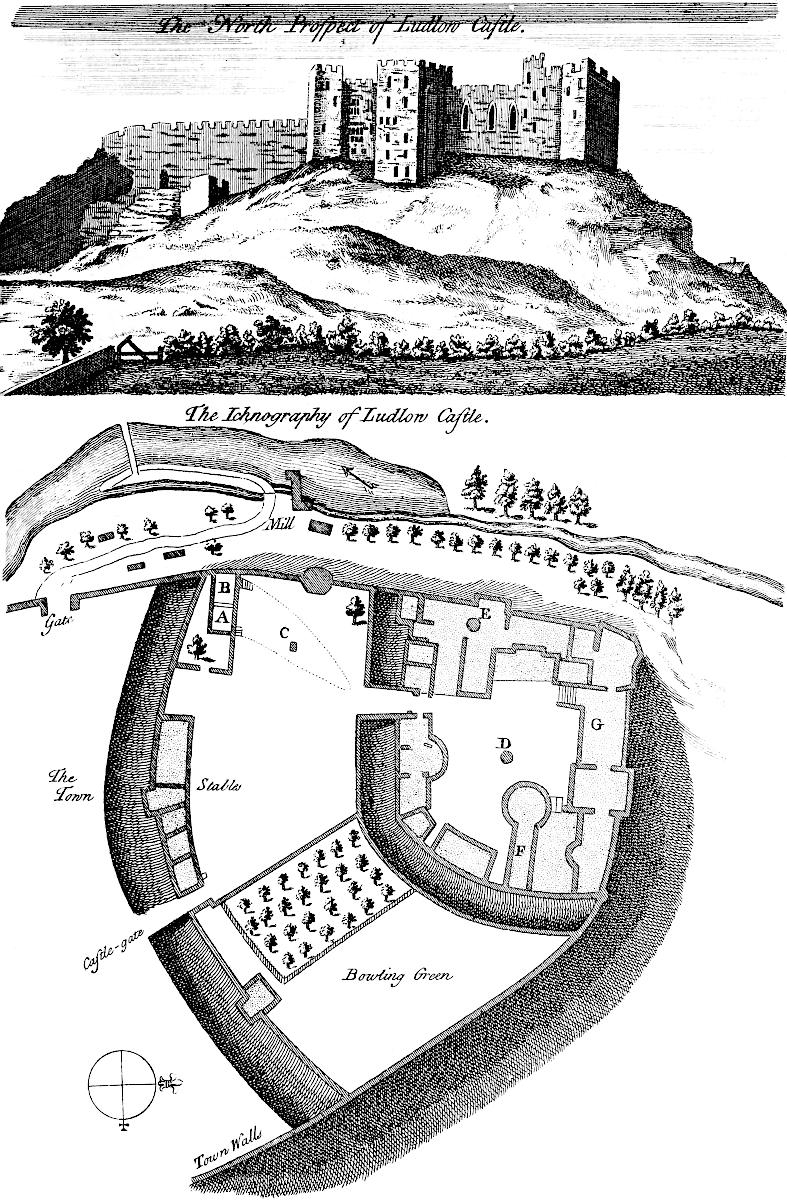 The North Proſpect of Ludlow Caſtle.
The Ichnography of Ludlow Caſtle.
Mill
Gate
B
A
C
E
G
D
F
The
Town
Stables
Caſtle-gate
Bowling Green
Town Walls